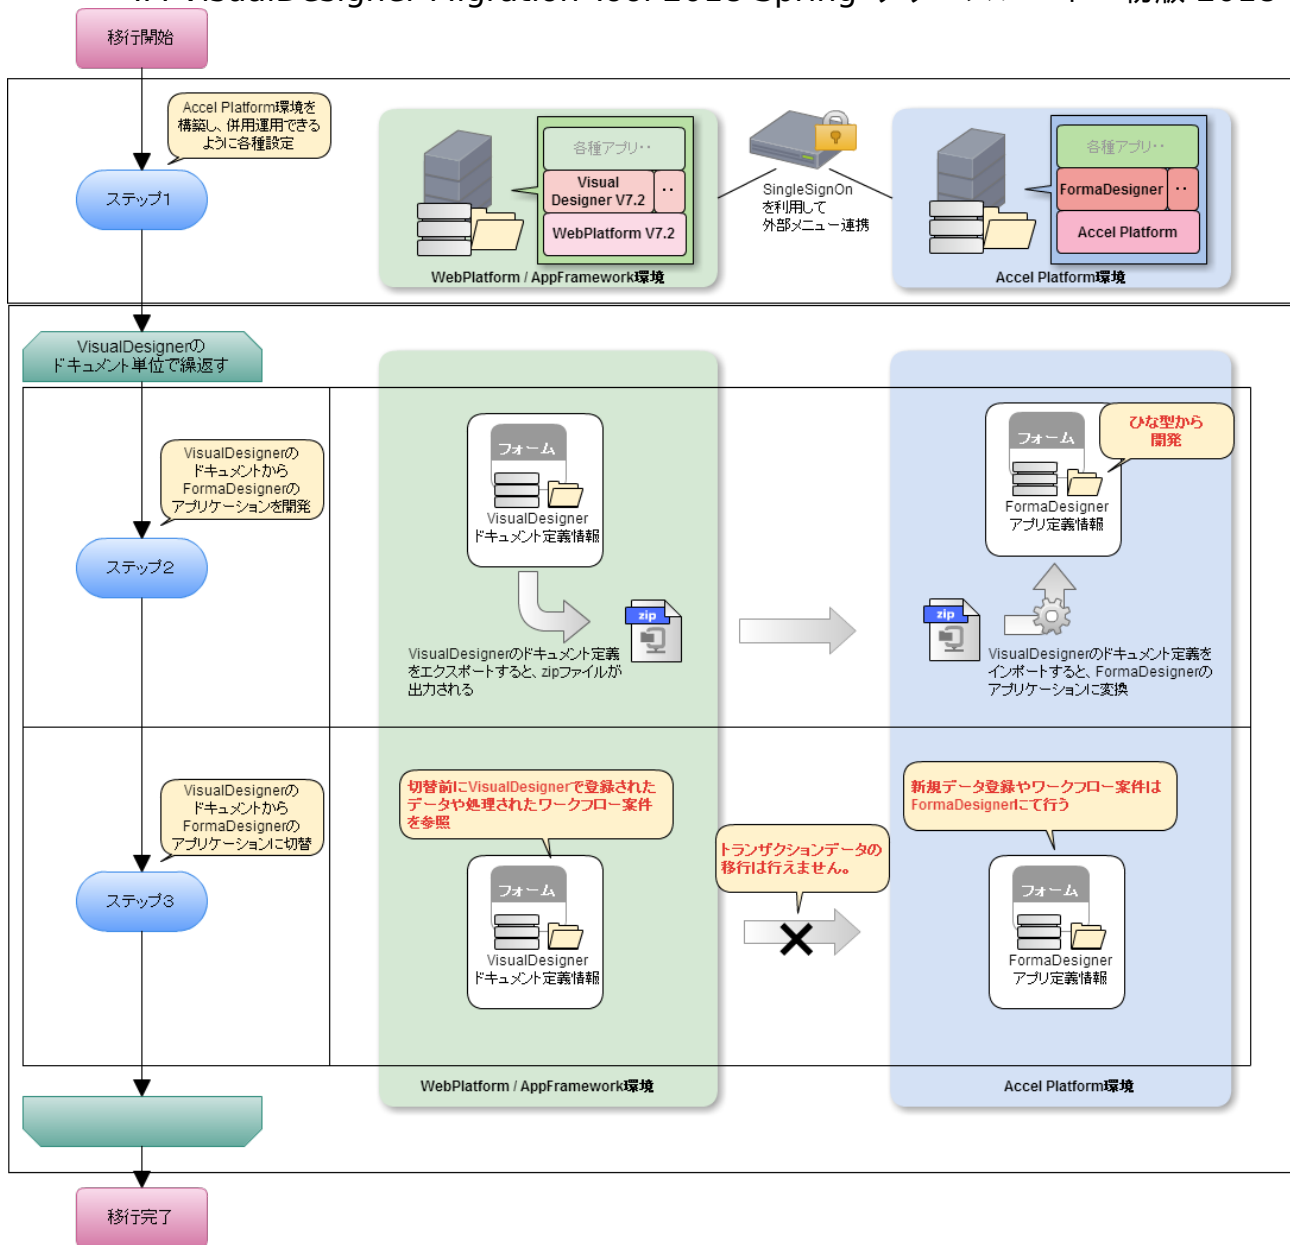 VisualDesigner Migration Tool 2013 Spring
移行開始
Accel Platform環境を
構築し、併用運用できる
ように各種設定
ステップ1
各種アプリ‥
Visual
Designer V7.2
‥
WebPlatform V7.2
WebPlatform / AppFramework環境
SingleSignOn
を利用して
外部メニュー連携
各種アプリ‥
FormaDesigner
‥
Accel Platform
Accel Platform環境
VisualDesignerの
ドキュメント単位で繰返す
VisualDesignerの
ドキュメントから
FormaDesignerの
アプリケーションを開発
ステップ2
フォーム
VisualDesigner
ドキュメント定義情報
zip
VisualDesignerのドキュメント定義
をエクスポートすると、zipファイルが
出力される
ひな型から
開発
フォーム
FormaDesigner
アプリ定義情報
zip
VisualDesignerのドキュメント定義を
インポートすると、FormaDesignerの
アプリケーションに変換
VisualDesignerの
ドキュメントから
FormaDesignerの
アプリケーションに切替
ステップ3
切替前にVisualDesignerで登録された
データや処理されたワークフロー案件
を参照
フォーム
VisualDesigner
ドキュメント定義情報
トランザクションデータの
移行は行えません。
新規データ登録やワークフロー案件は
FormaDesignerにて行う
フォーム
FormaDesigner
アプリ定義情報
WebPlatform / AppFramework環境
Accel Platform環境
移行完了